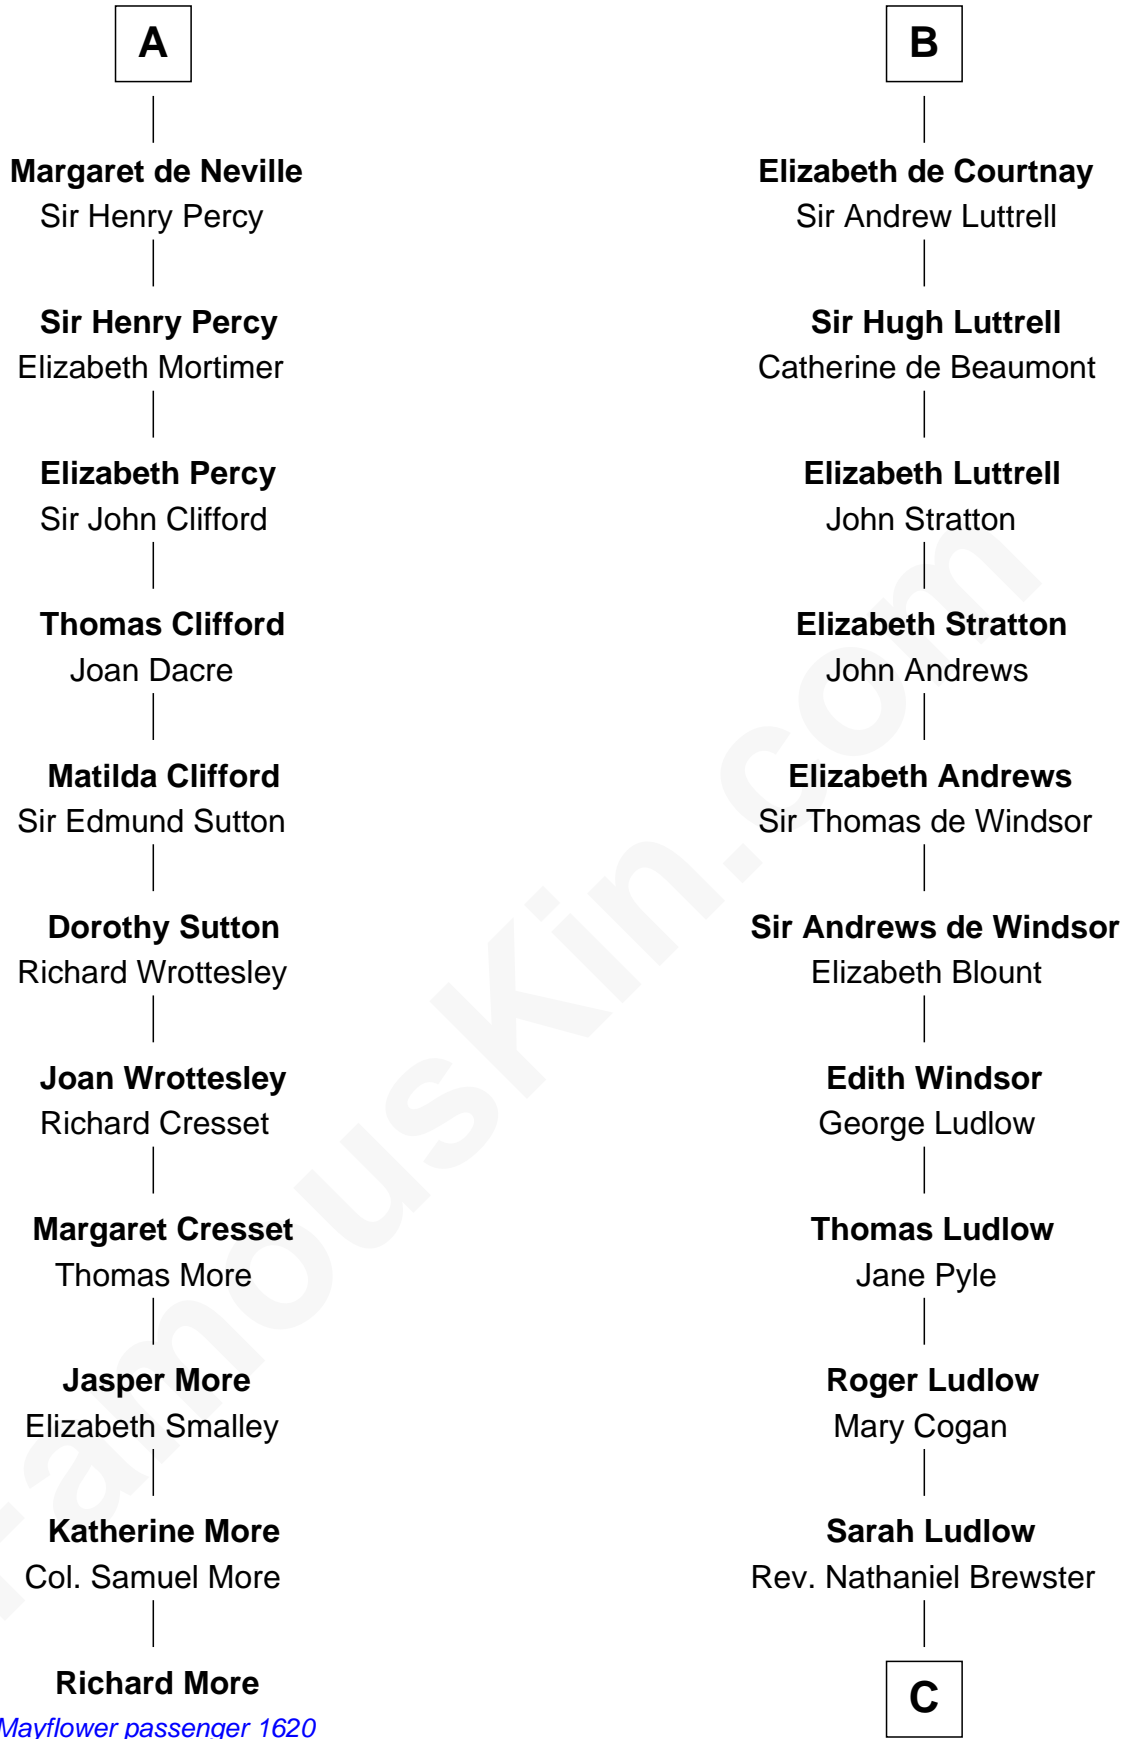 A
Margaret de Neville
Sir Henry Percy
Sir Henry Percy
Elizabeth Mortimer
Elizabeth Percy
Sir John Clifford
Thomas Clifford
Joan Dacre
Matilda Clifford
Sir Edmund Sutton
Dorothy Sutton
Richard Wrottesley
Joan Wrottesley
Richard Cresset
Margaret Cresset
Thomas More
Jasper More
Elizabeth Smalley
Katherine More
Col. Samuel More
Richard More
Mayflower passenger 1620
B
Elizabeth de Courtnay
Sir Andrew Luttrell
Sir Hugh Luttrell
Catherine de Beaumont
Elizabeth Luttrell
John Stratton
Elizabeth Stratton
John Andrews
Elizabeth Andrews
Sir Thomas de Windsor
Sir Andrews de Windsor
Elizabeth Blount
Edith Windsor
George Ludlow
Thomas Ludlow
Jane Pyle
Roger Ludlow
Mary Cogan
Sarah Ludlow
Rev. Nathaniel Brewster
C
FamousKin.com